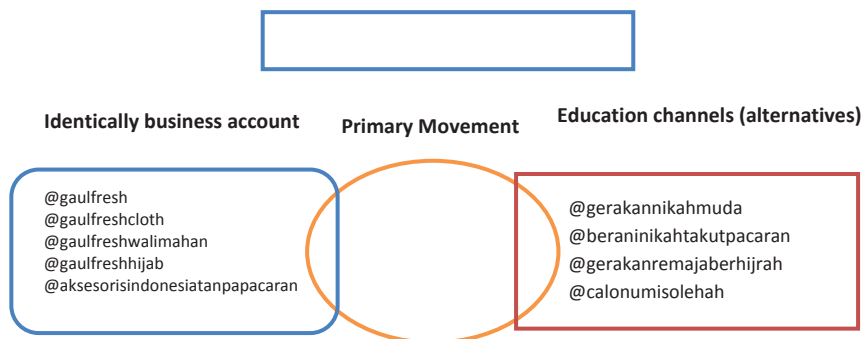 Identically business account
Primary Movement
Education channels (alternatives)
@gaulfresh
@gaulfreshcloth
@gaulfreshwalimahan
@gaulfreshhijab
@aksesorisindonesiatanpapacaran
@gerakannikahmuda
@beraninikahtakutpacaran
@gerakanremajaberhijrah
@calonumisolehah